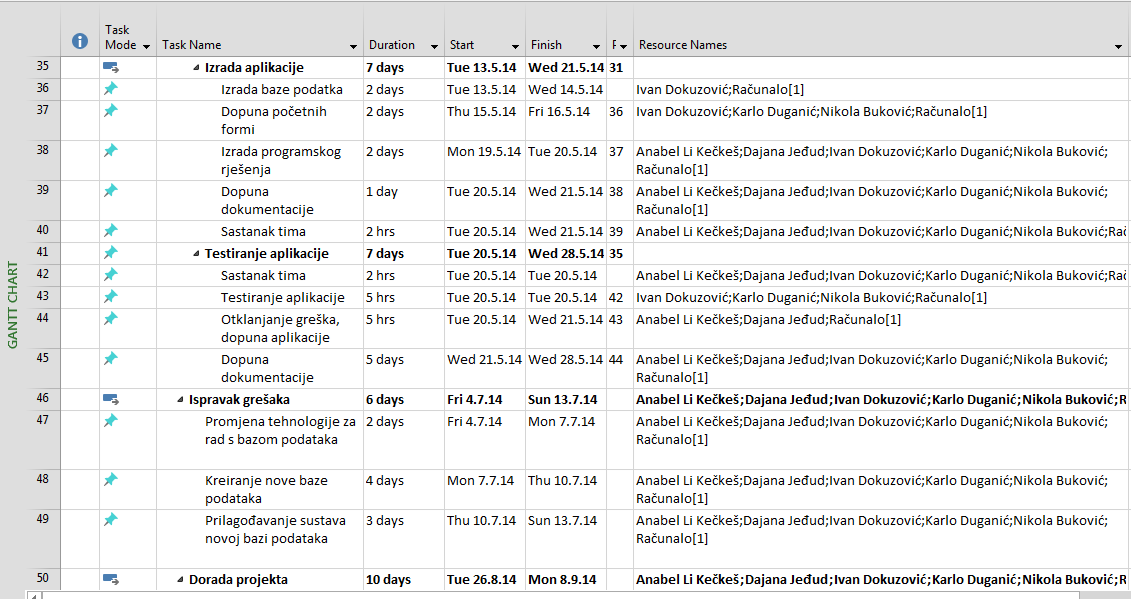 Task
Mode Task Name Duration Start Finish F Resource Names
35 Izrada aplikacije 7 days Tue 13.5.14 Wed 21.5.14 31
36 Izrada baze podatka 2 days Tue 13.5.14 Wed 14.5.14 Ivan Dokuzović;Računalo[1]
37 Dopuna početnih 2 days Thu 15.5.14 Fri 16.5.14 36 Ivan Dokuzović;Karlo Duganić;Nikola Buković;Računalo[1]
formi
38 Izrada programskog 2 days Mon 19.5.14 Tue 20.5.14 37 Anabel Li Kečkeš;Dajana Jeđud;Ivan Dokuzović;Karlo Duganić;Nikola Buković;
rješenja Računalo[1]
39 Dopuna 1 day Tue 20.5.14 Wed 21.5.14 38 Anabel Li Kečkeš;Dajana Jeđud;Ivan Dokuzović;Karlo Duganić;Nikola Buković;
dokumentacije Računalo[1]
40 Sastanak tima 2 hrs Tue 20.5.14 Wed 21.5.14 39 Anabel Li Kečkeš;Dajana Jeđud;Ivan Dokuzović;Karlo Duganić;Nikola Buković;Rač
41 Testiranje aplikacije 7 days Tue 20.5.14 Wed 28.5.14 35
42 Sastanak tima 2 hrs Tue 20.5.14 Tue 20.5.14 Anabel Li Kečkeš;Dajana Jeđud;Ivan Dokuzović;Karlo Duganić;Nikola Buković;Rač
43 Testiranje aplikacije 5 hrs Tue 20.5.14 Tue 20.5.14 42 Ivan Dokuzović;Karlo Duganić;Nikola Buković;Računalo[1]
44 Otklanjanje greška, 5 hrs Tue 20.5.14 Wed 21.5.14 43 Anabel Li Kečkeš;Dajana Jeđud;Računalo[1]
dopuna aplikacije
45 Dopuna 5 days Wed 21.5.14 Wed 28.5.14 44 Anabel Li Kečkeš;Dajana Jeđud;Ivan Dokuzović;Karlo Duganić;Nikola Buković;
dokumentacije Računalo[1]
46 Ispravak grešaka 6 days Fri 4.7.14 Sun 13.7.14 Anabel Li Kečkeš;Dajana Jeđud;Ivan Dokuzović;Karlo Duganić;Nikola Buković;R
47 Promjena tehnologije za 2 days Fri 4.7.14 Mon 7.7.14 Anabel Li Kečkeš;Dajana Jeđud;Ivan Dokuzović;Karlo Duganić;Nikola Buković;
rad s bazom podataka Računalo[1]
48 Kreiranje nove baze 4 days Mon 7.7.14 Thu 10.7.14 Anabel Li Kečkeš;Dajana Jeđud;Ivan Dokuzović;Karlo Duganić;Nikola Buković;
podataka Računalo[1]
49 Prilagođavanje sustava 3 days Thu 10.7.14 Sun 13.7.14 Anabel Li Kečkeš;Dajana Jeđud;Ivan Dokuzović;Karlo Duganić;Nikola Buković;
novoj bazi podataka Računalo[1]
50 Dorada projekta 10 days Tue 26.8.14 Mon 8.9.14 Anabel Li Kečkeš;Dajana Jeđud;Ivan Dokuzović;Karlo Duganić;Nikola Buković;R
GANTT CHART